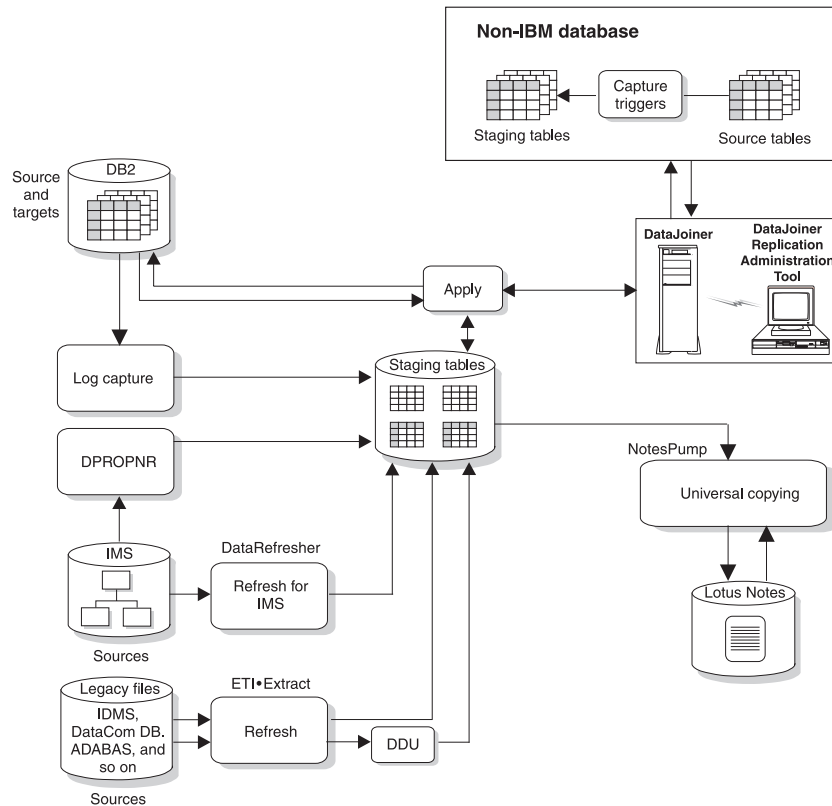 Non-IBM database
Capture
triggers
Staging tables
Source tables
Source
and
targets
DB2
DataJoiner
DataJoiner
Replication
Administration
Tool
Apply
Log capture
Staging tables
DPROPNR
NotesPump
Universal copying
IMS
DataRefresher
Refresh for
IMS
Sources
Lotus Notes
Legacy files
IDMS,
DataCom DB.
ADABAS, and
so on
ETI•Extract
Refresh
DDU
Sources